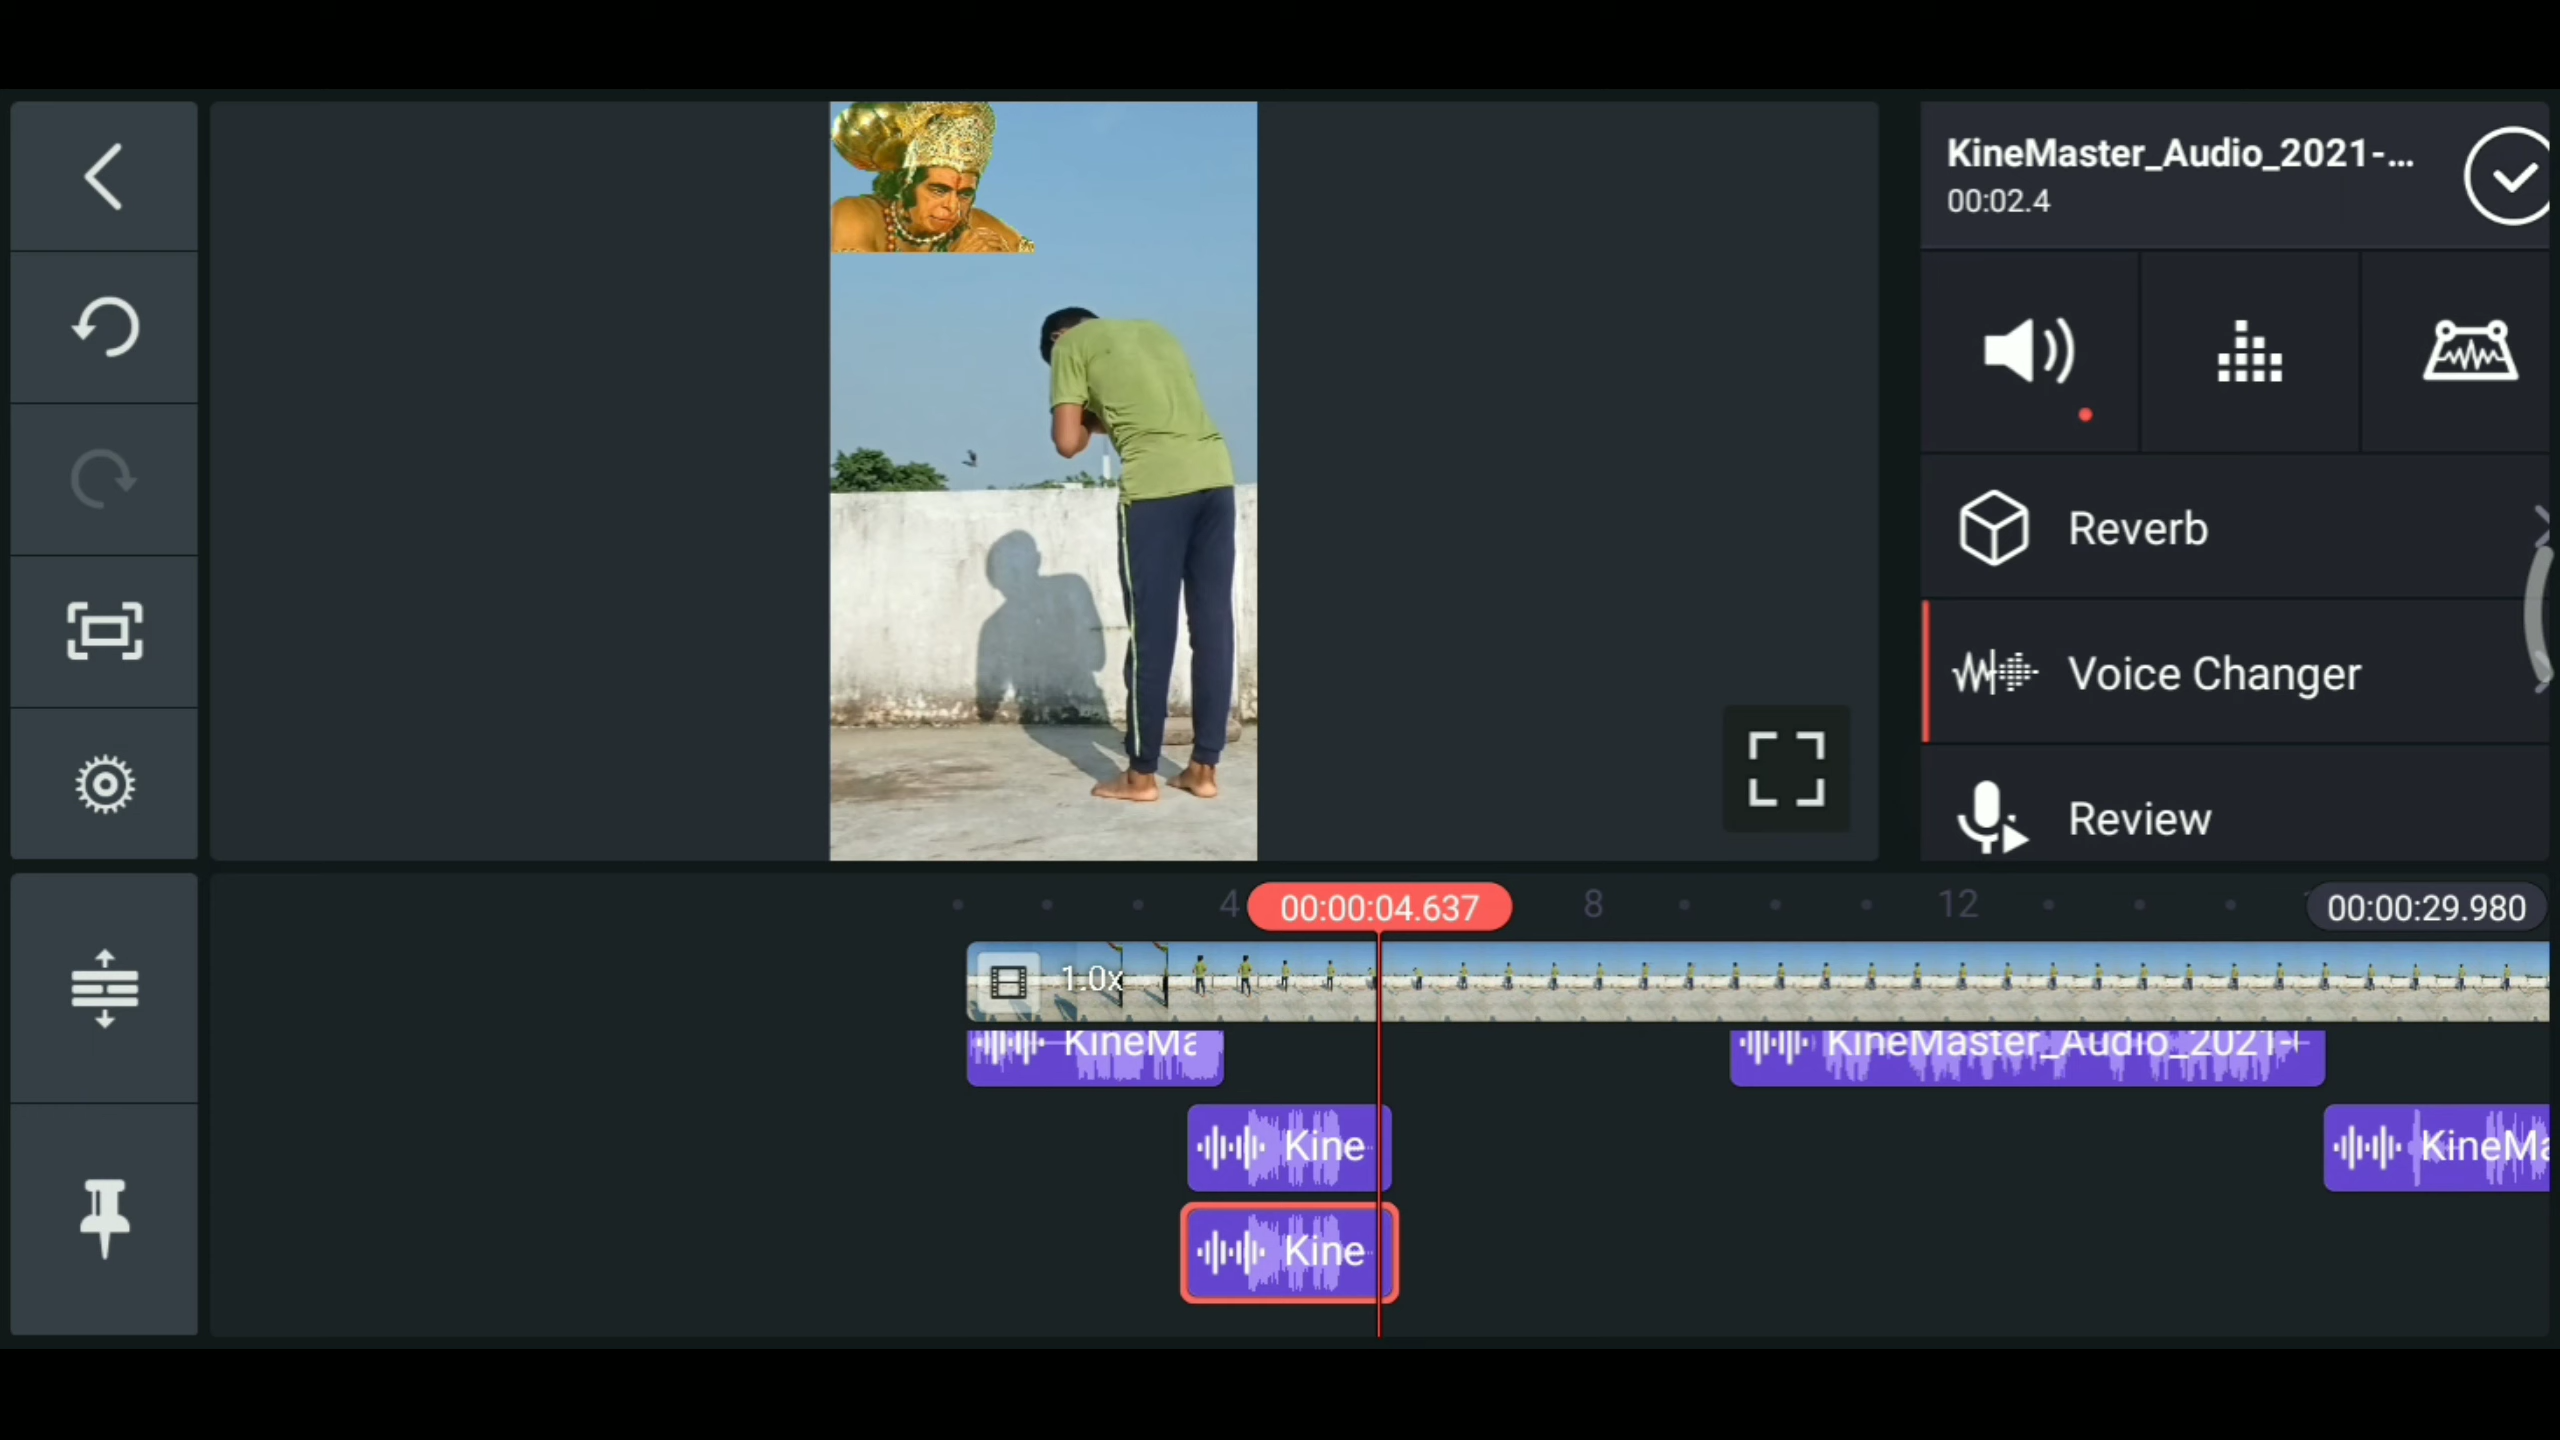 KineMaster_Audio_2021-...
00:02.4
Reverb
Voice Changer
Review
4
00:00:04.637
8
12
00:00:29.980
1.0x
KineMa
KineMaster_Audio_2021-
Kine
KineMa
Kine